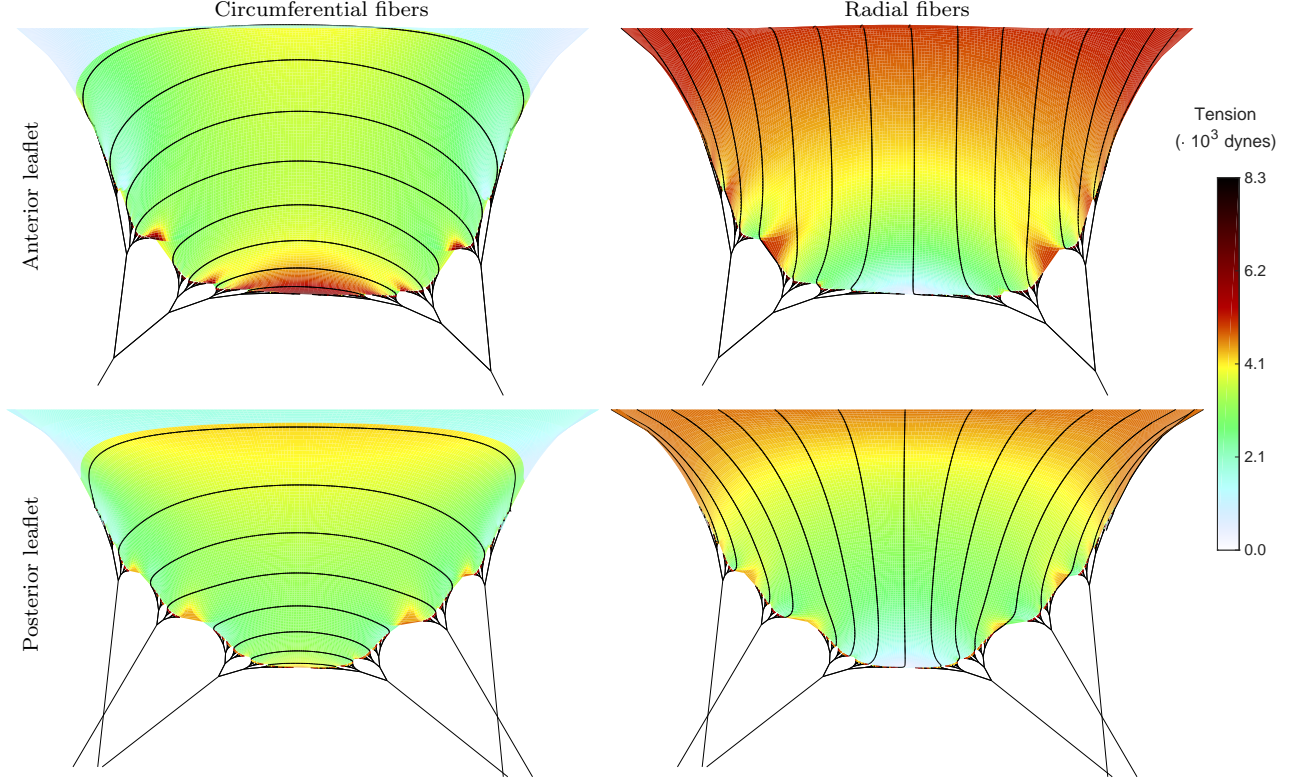 Circumferential fibers
Radial fibers
Anterior leaflet
Posterior leaflet
Tension
(· 10³ dynes)
8.3
6.2
4.1
2.1
0.0